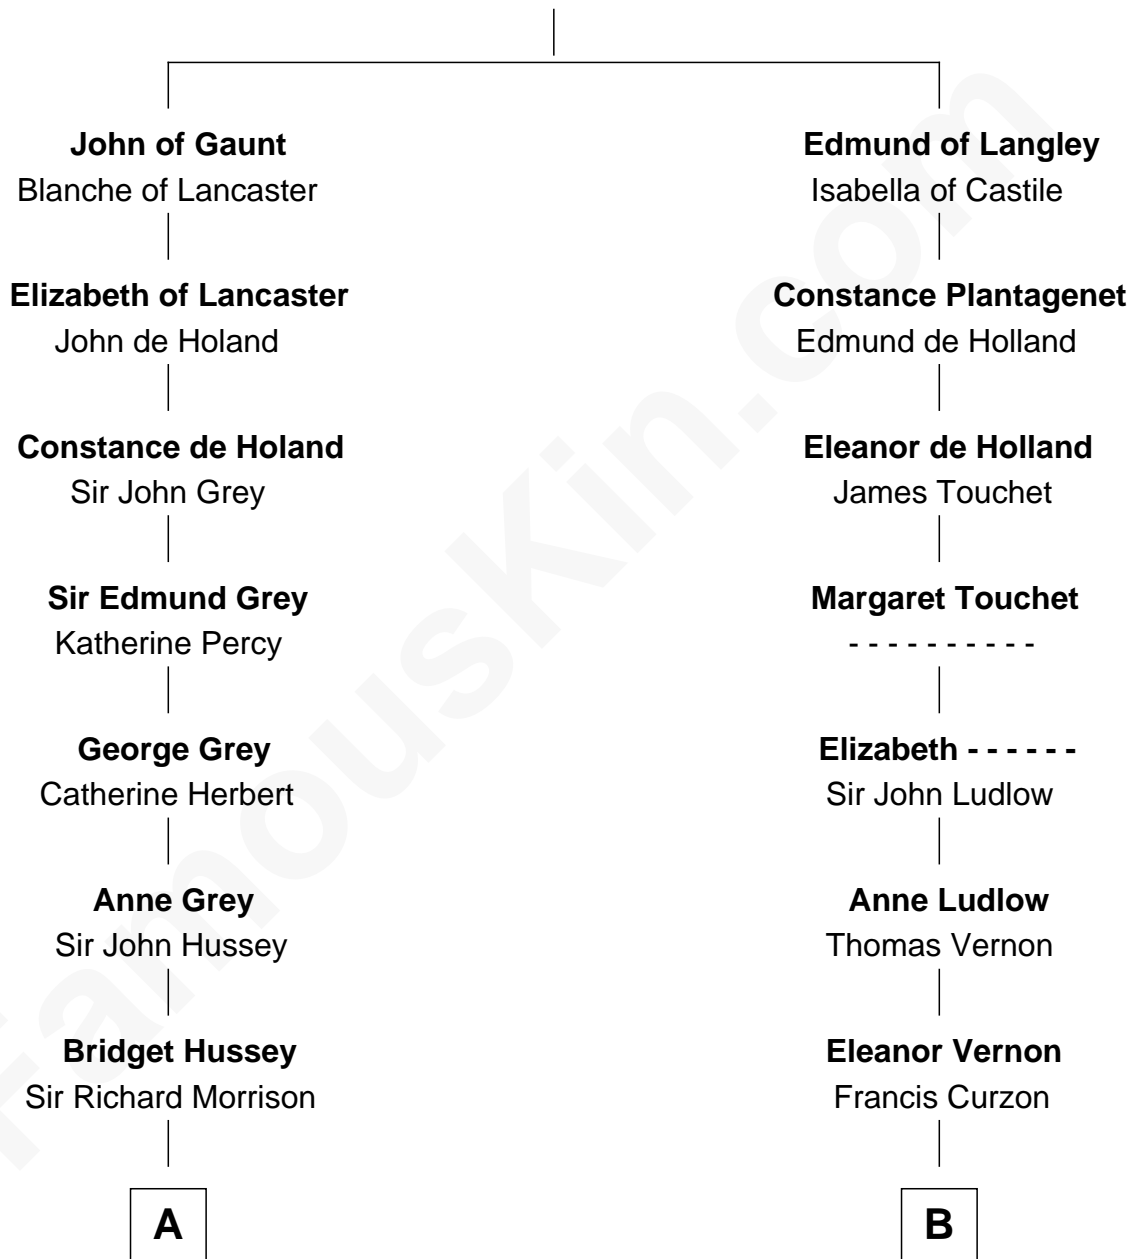 John of Gaunt
Blanche of Lancaster
Elizabeth of Lancaster
John de Holand
Constance de Holand
Sir John Grey
Sir Edmund Grey
Katherine Percy
George Grey
Catherine Herbert
Anne Grey
Sir John Hussey
Bridget Hussey
Sir Richard Morrison
A
Edmund of Langley
Isabella of Castile
Constance Plantagenet
Edmund de Holland
Eleanor de Holland
James Touchet
Margaret Touchet
- - - - - - - - - -
Elizabeth - - - - - -
Sir John Ludlow
Anne Ludlow
Thomas Vernon
Eleanor Vernon
Francis Curzon
B
FamousKin.com